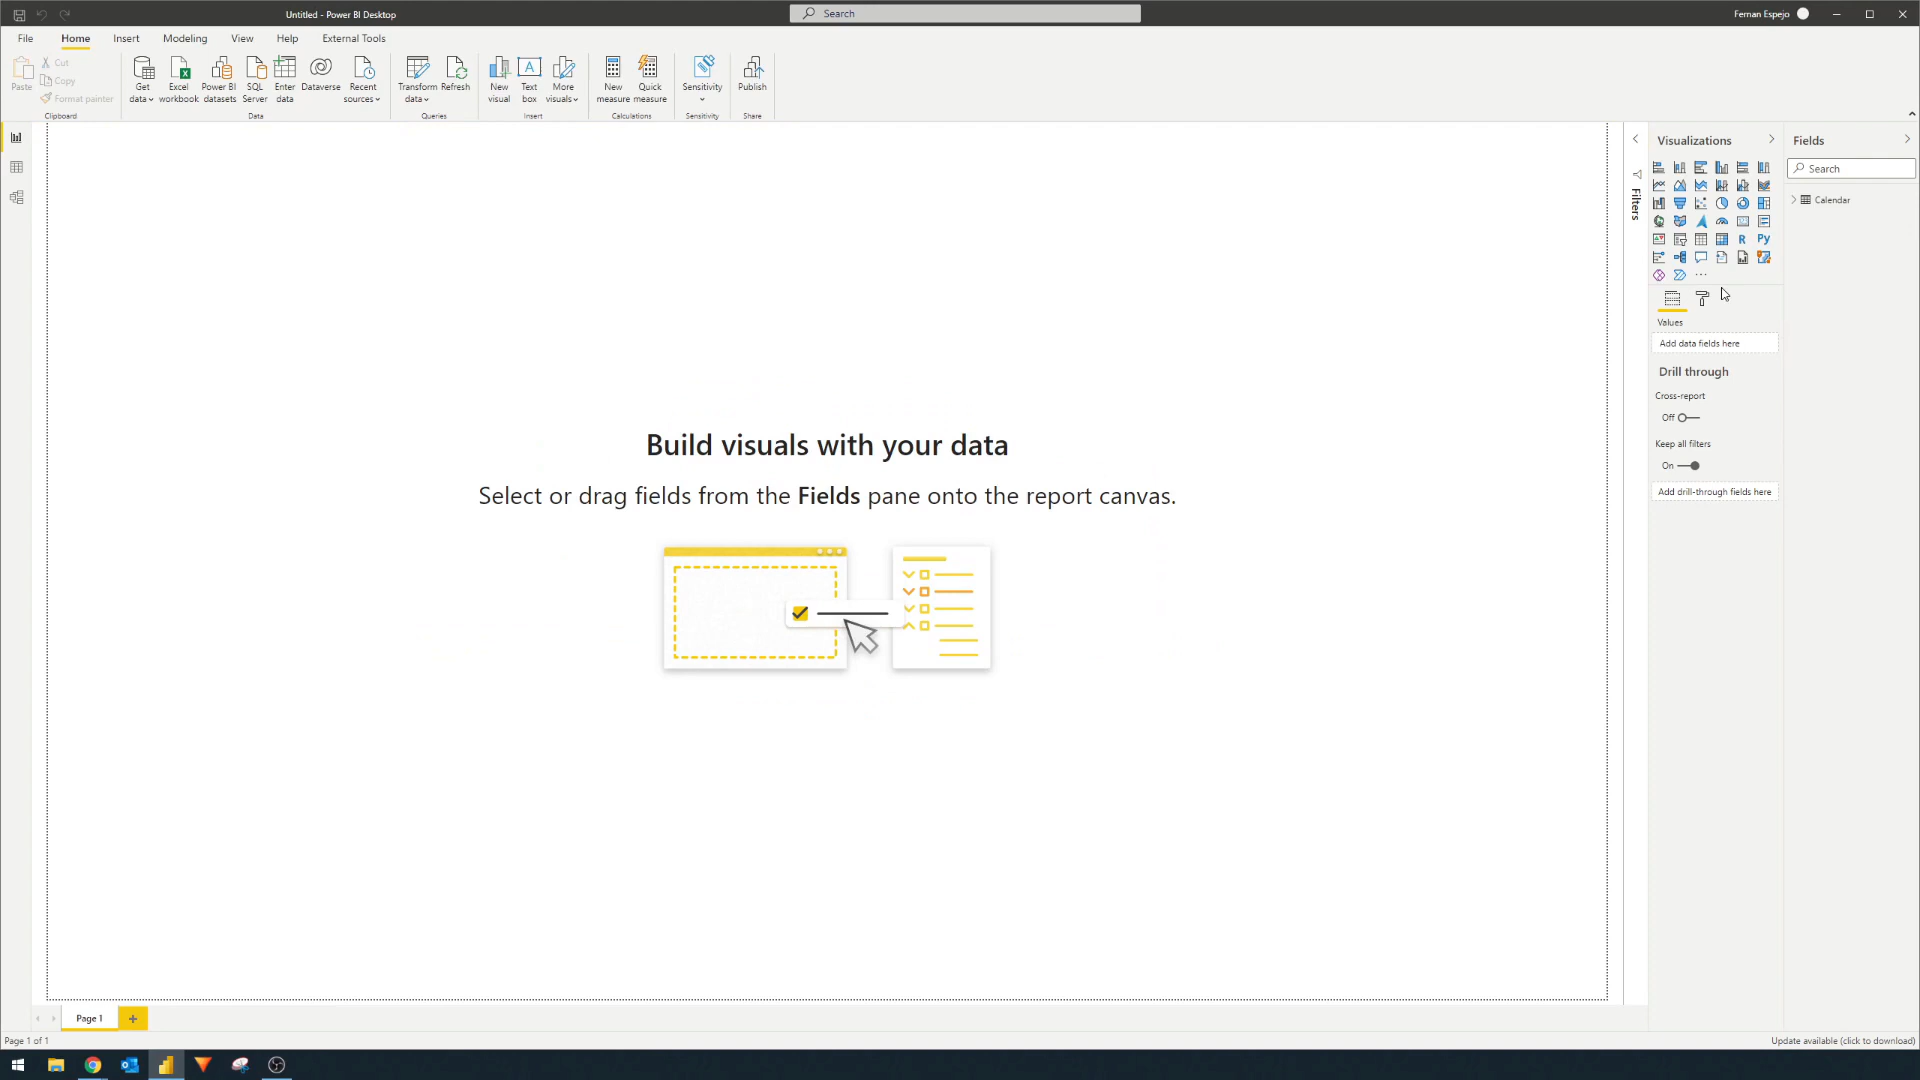 Untitled - Power BI Desktop
Search
Fernan Espejo
File
Home
Insert
Modeling
View
Help
External Tools
Paste
Cut
Copy
Format painter
Get data
Excel workbook
Power BI datasets
SQL Server
Enter data
Dataverse
Recent sources
Transform data
Refresh
New visual
Text box
A
More visuals
New measure
Quick measure
Sensitivity
Publish
Clipboard
Data
Queries
Insert
Calculations
Sensitivity
Share
Filters
Visualizations
R
Py
...
Values
Add data fields here
Drill through
Cross-report
Off
Keep all filters
On
Add drill-through fields here
Fields
Search
Calendar
Build visuals with your data
Select or drag fields from the Fields pane onto the report canvas.
Page 1
+
Page 1 of 1
Update available (click to download)